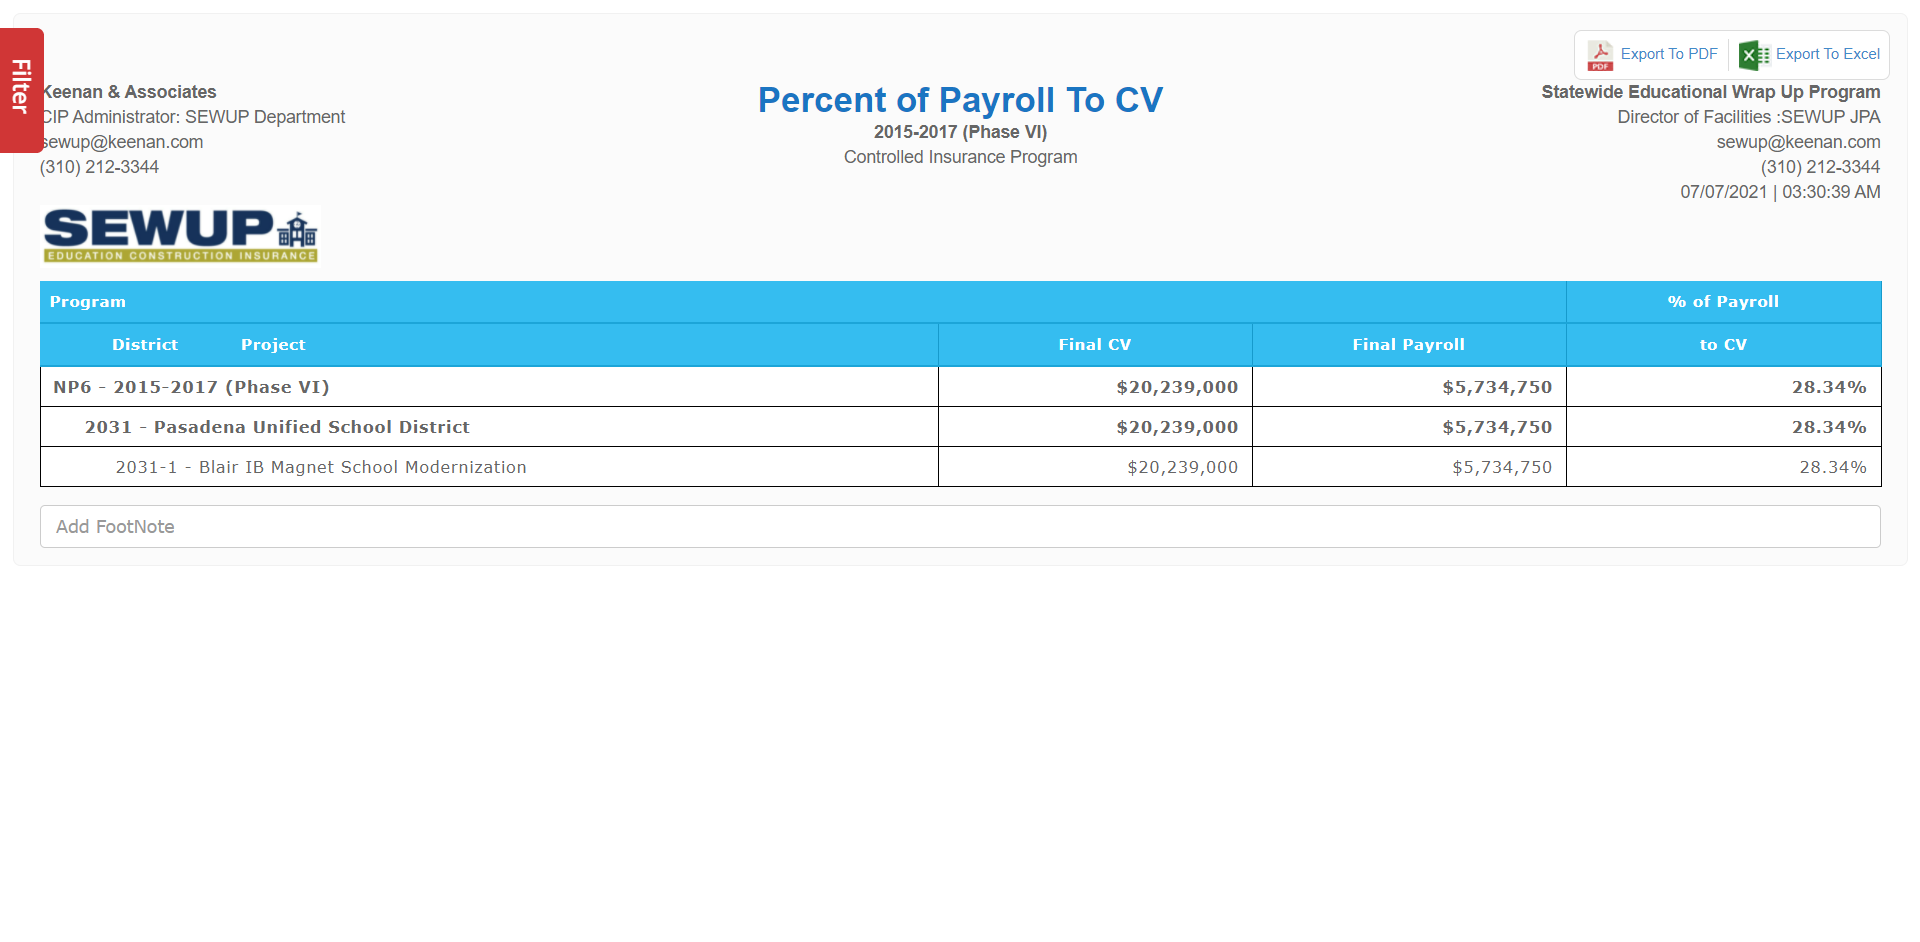 Filter
Export To PDF
Export To Excel
Keenan & Associates
CIP Administrator: SEWUP Department
sewup@keenan.com
(310) 212-3344
Percent of Payroll To CV
2015-2017 (Phase VI)
Controlled Insurance Program
Statewide Educational Wrap Up Program
Director of Facilities :SEWUP JPA
sewup@keenan.com
(310) 212-3344
07/07/2021 | 03:30:39 AM
SEWUP
EDUCATION CONSTRUCTION INSURANCE
Program % of Payroll
District Project Final CV Final Payroll to CV
NP6 - 2015-2017 (Phase VI) $20,239,000 $5,734,750 28.34%
2031 - Pasadena Unified School District $20,239,000 $5,734,750 28.34%
2031-1 - Blair IB Magnet School Modernization $20,239,000 $5,734,750 28.34%
Add FootNote